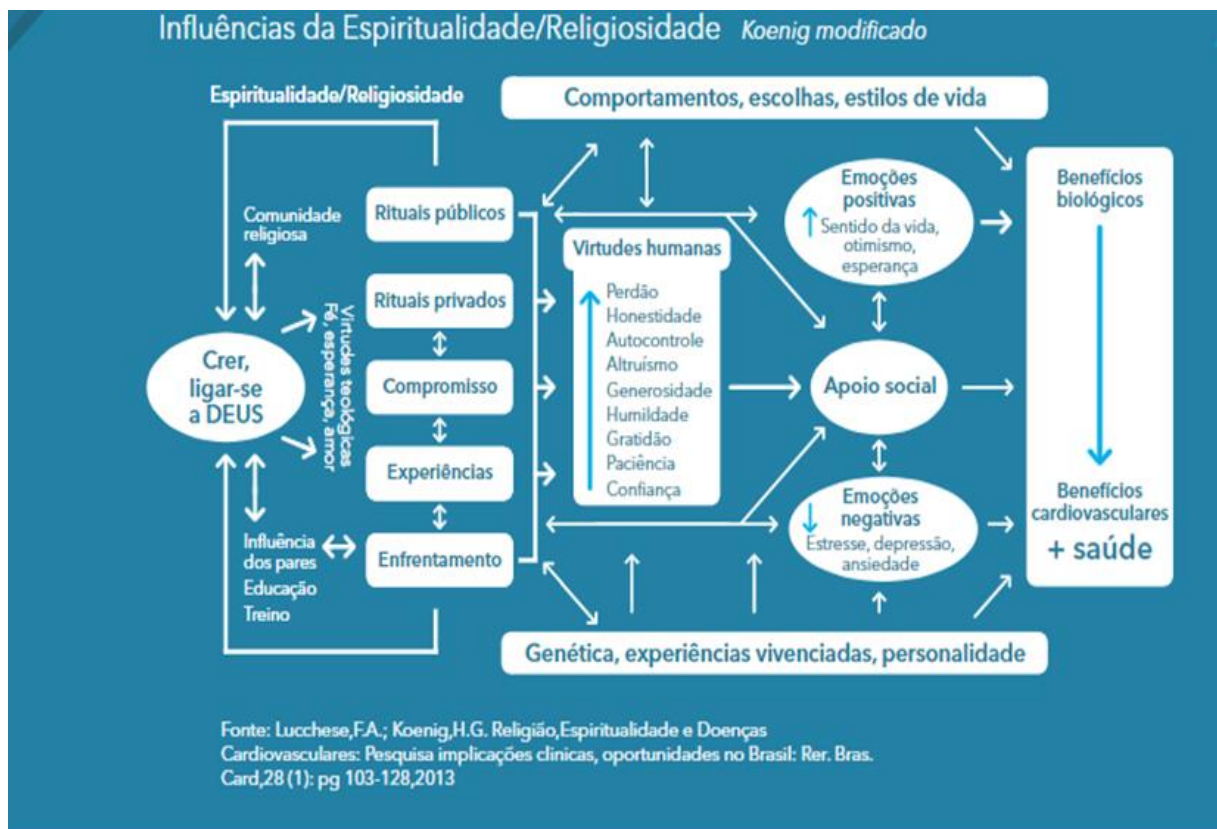 Influências da Espiritualidade/Religiosidade Koenig modificado
Espiritualidade/Religiosidade
Comportamentos, escolhas, estilos de vida
Comunidade
religiosa
Crer,
ligar-se
a DEUS
Virtudes teológicas
Fé, esperança, amor
Influência
dos pares
Educação
Treino
Rituais públicos
Rituais privados
Compromisso
Experiências
Enfrentamento
Virtudes humanas
Perdão
Honestidade
Autocontrole
Altruísmo
Generosidade
Humildade
Gratidão
Paciência
Confiança
Emoções
positivas
Sentido da vida,
otimismo,
esperança
Apoio social
Emoções
negativas
Estresse, depressão,
ansiedade
Benefícios
biológicos
Benefícios
cardiovasculares
+ saúde
Genética, experiências vivenciadas, personalidade
Fonte: Lucchese,F.A.; Koenig,H.G. Religião,Espiritualidade e Doenças
Cardiovasculares: Pesquisa implicações clinicas, oportunidades no Brasil: Rer. Bras.
Card,28 (1): pg 103-128,2013